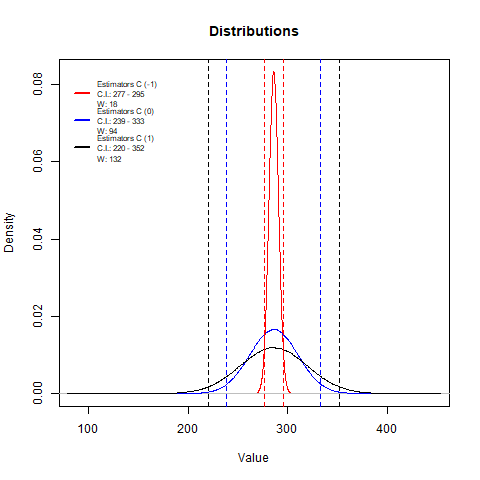 Distributions
Estimators C (-1)
C.I.: 277 - 295
W: 18
Estimators C (0)
C.I.: 239 - 333
W: 94
Estimators C (1)
C.I.: 220 - 352
W: 132
Density
0.00
0.02
0.04
0.06
0.08
100
200
300
400
Value